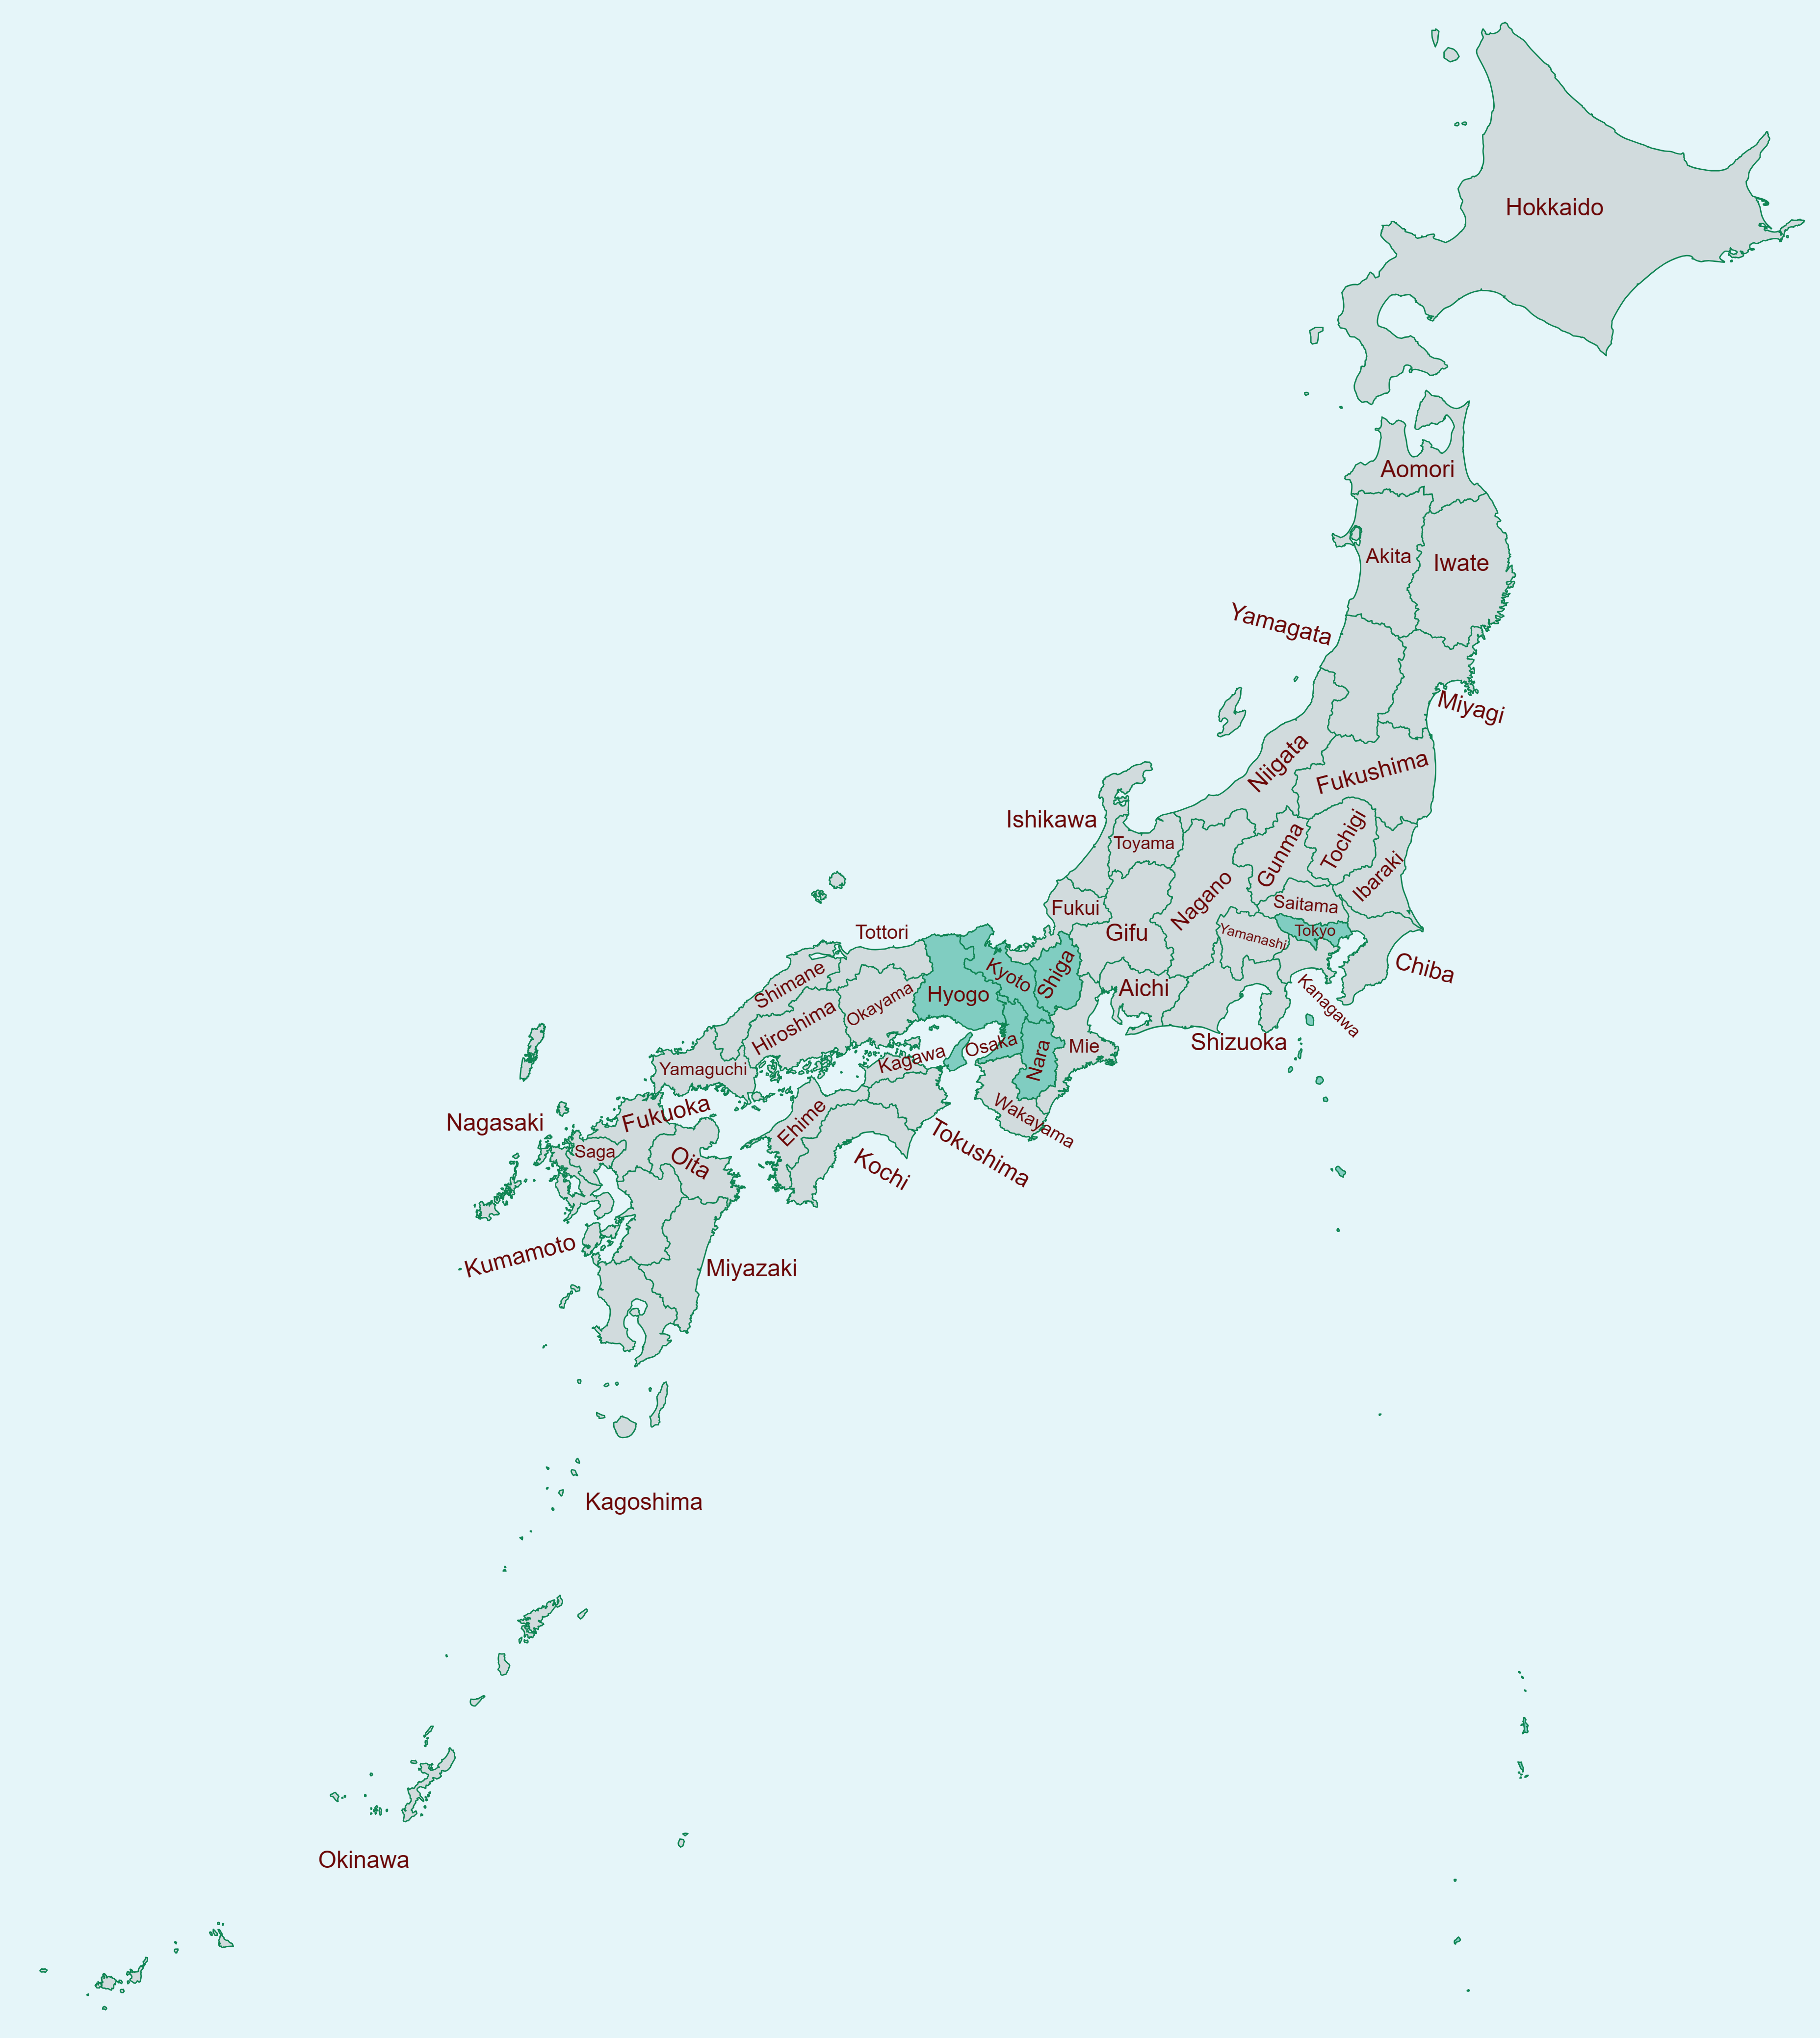 Hokkaido
Aomori
Akita
Iwate
Yamagata
Miyagi
Niigata
Fukushima
Ishikawa
Toyama
Gunma
Tochigi
Ibaraki
Nagano
Saitama
Fukui
Gifu
Yamanashi
Tokyo
Tottori
Chiba
Kyoto
Shiga
Shimane
Hyogo
Okayama
Aichi
Kanagawa
Hiroshima
Shizuoka
Osaka
Nara
Mie
Kagawa
Yamaguchi
Wakayama
Nagasaki
Fukuoka
Ehime
Tokushima
Saga
Oita
Kochi
Kumamoto
Miyazaki
Kagoshima
Okinawa